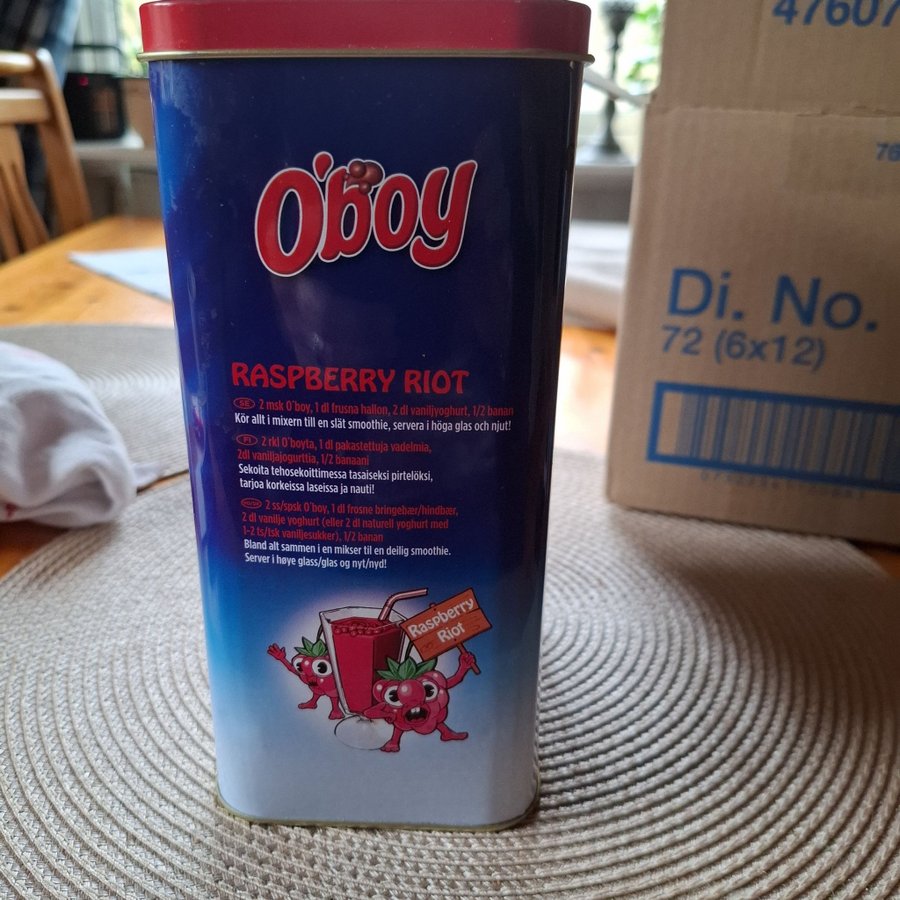 47607
76
O'boy
Di. No.
72 (6x12)
RASPBERRY RIOT
SE 2 msk O'boy, 1 dl frusna hallon, 2 dl vaniljyoghurt, 1/2 banan
Kör allt i mixern till en slät smoothie, servera i höga glas och njut!
FI 2 rkl O'boyta, 1 dl pakastettuja vadelmia,
2dl vaniljajogurttia, 1/2 banaani
Sekoita tehosekoittimessa tasaiseksi pirtelöksi,
tarjoa korkeissa laseissa ja nauti!
NO/DK 2 ss/spsk O'boy, 1 dl frosne bringebær/hindbær,
2 dl vanilje yoghurt (eller 2 dl naturell yoghurt med
1-2 ts/tsk vaniljesukker), 1/2 banan
Bland alt sammen i en mikser til en deilig smoothie.
Server i høye glass/glas og nyt/nyd!
Raspberry
Riot